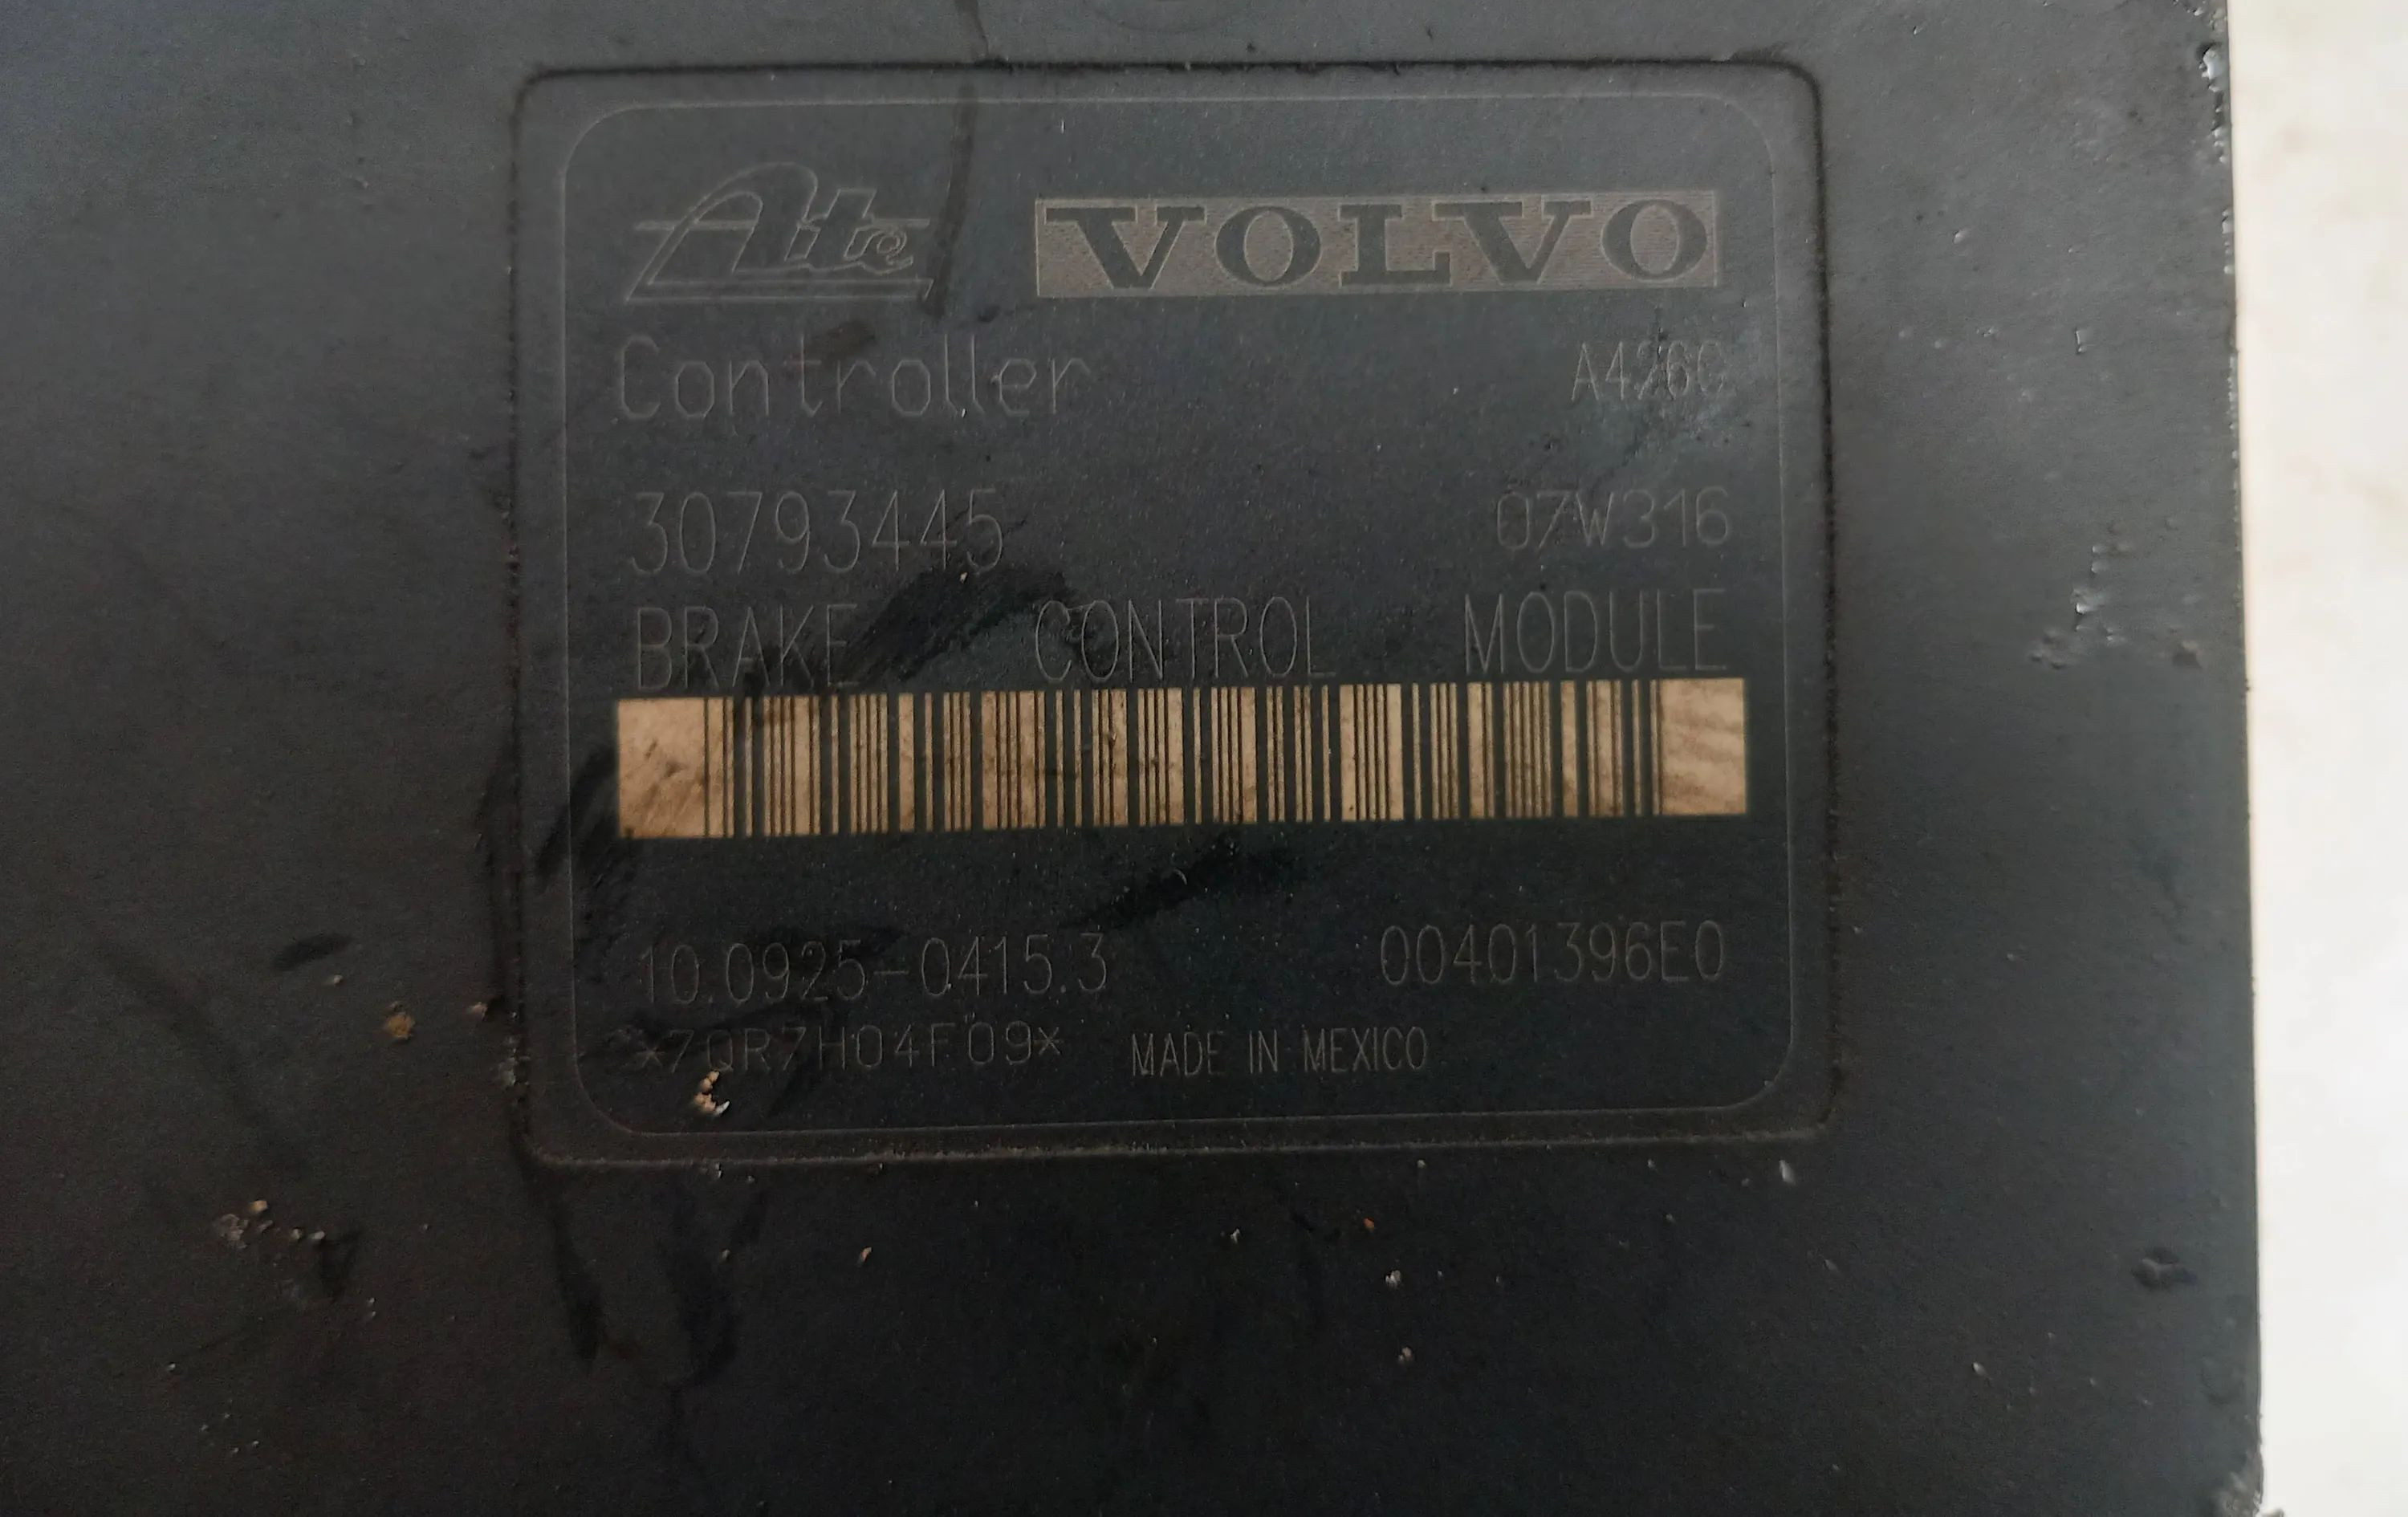 Ate VOLVO
Controller A426C
30793445 07W316
BRAKE CONTROL MODULE
10.0925-0415.3 00401396E0
*7QR7H04F09* MADE IN MEXICO